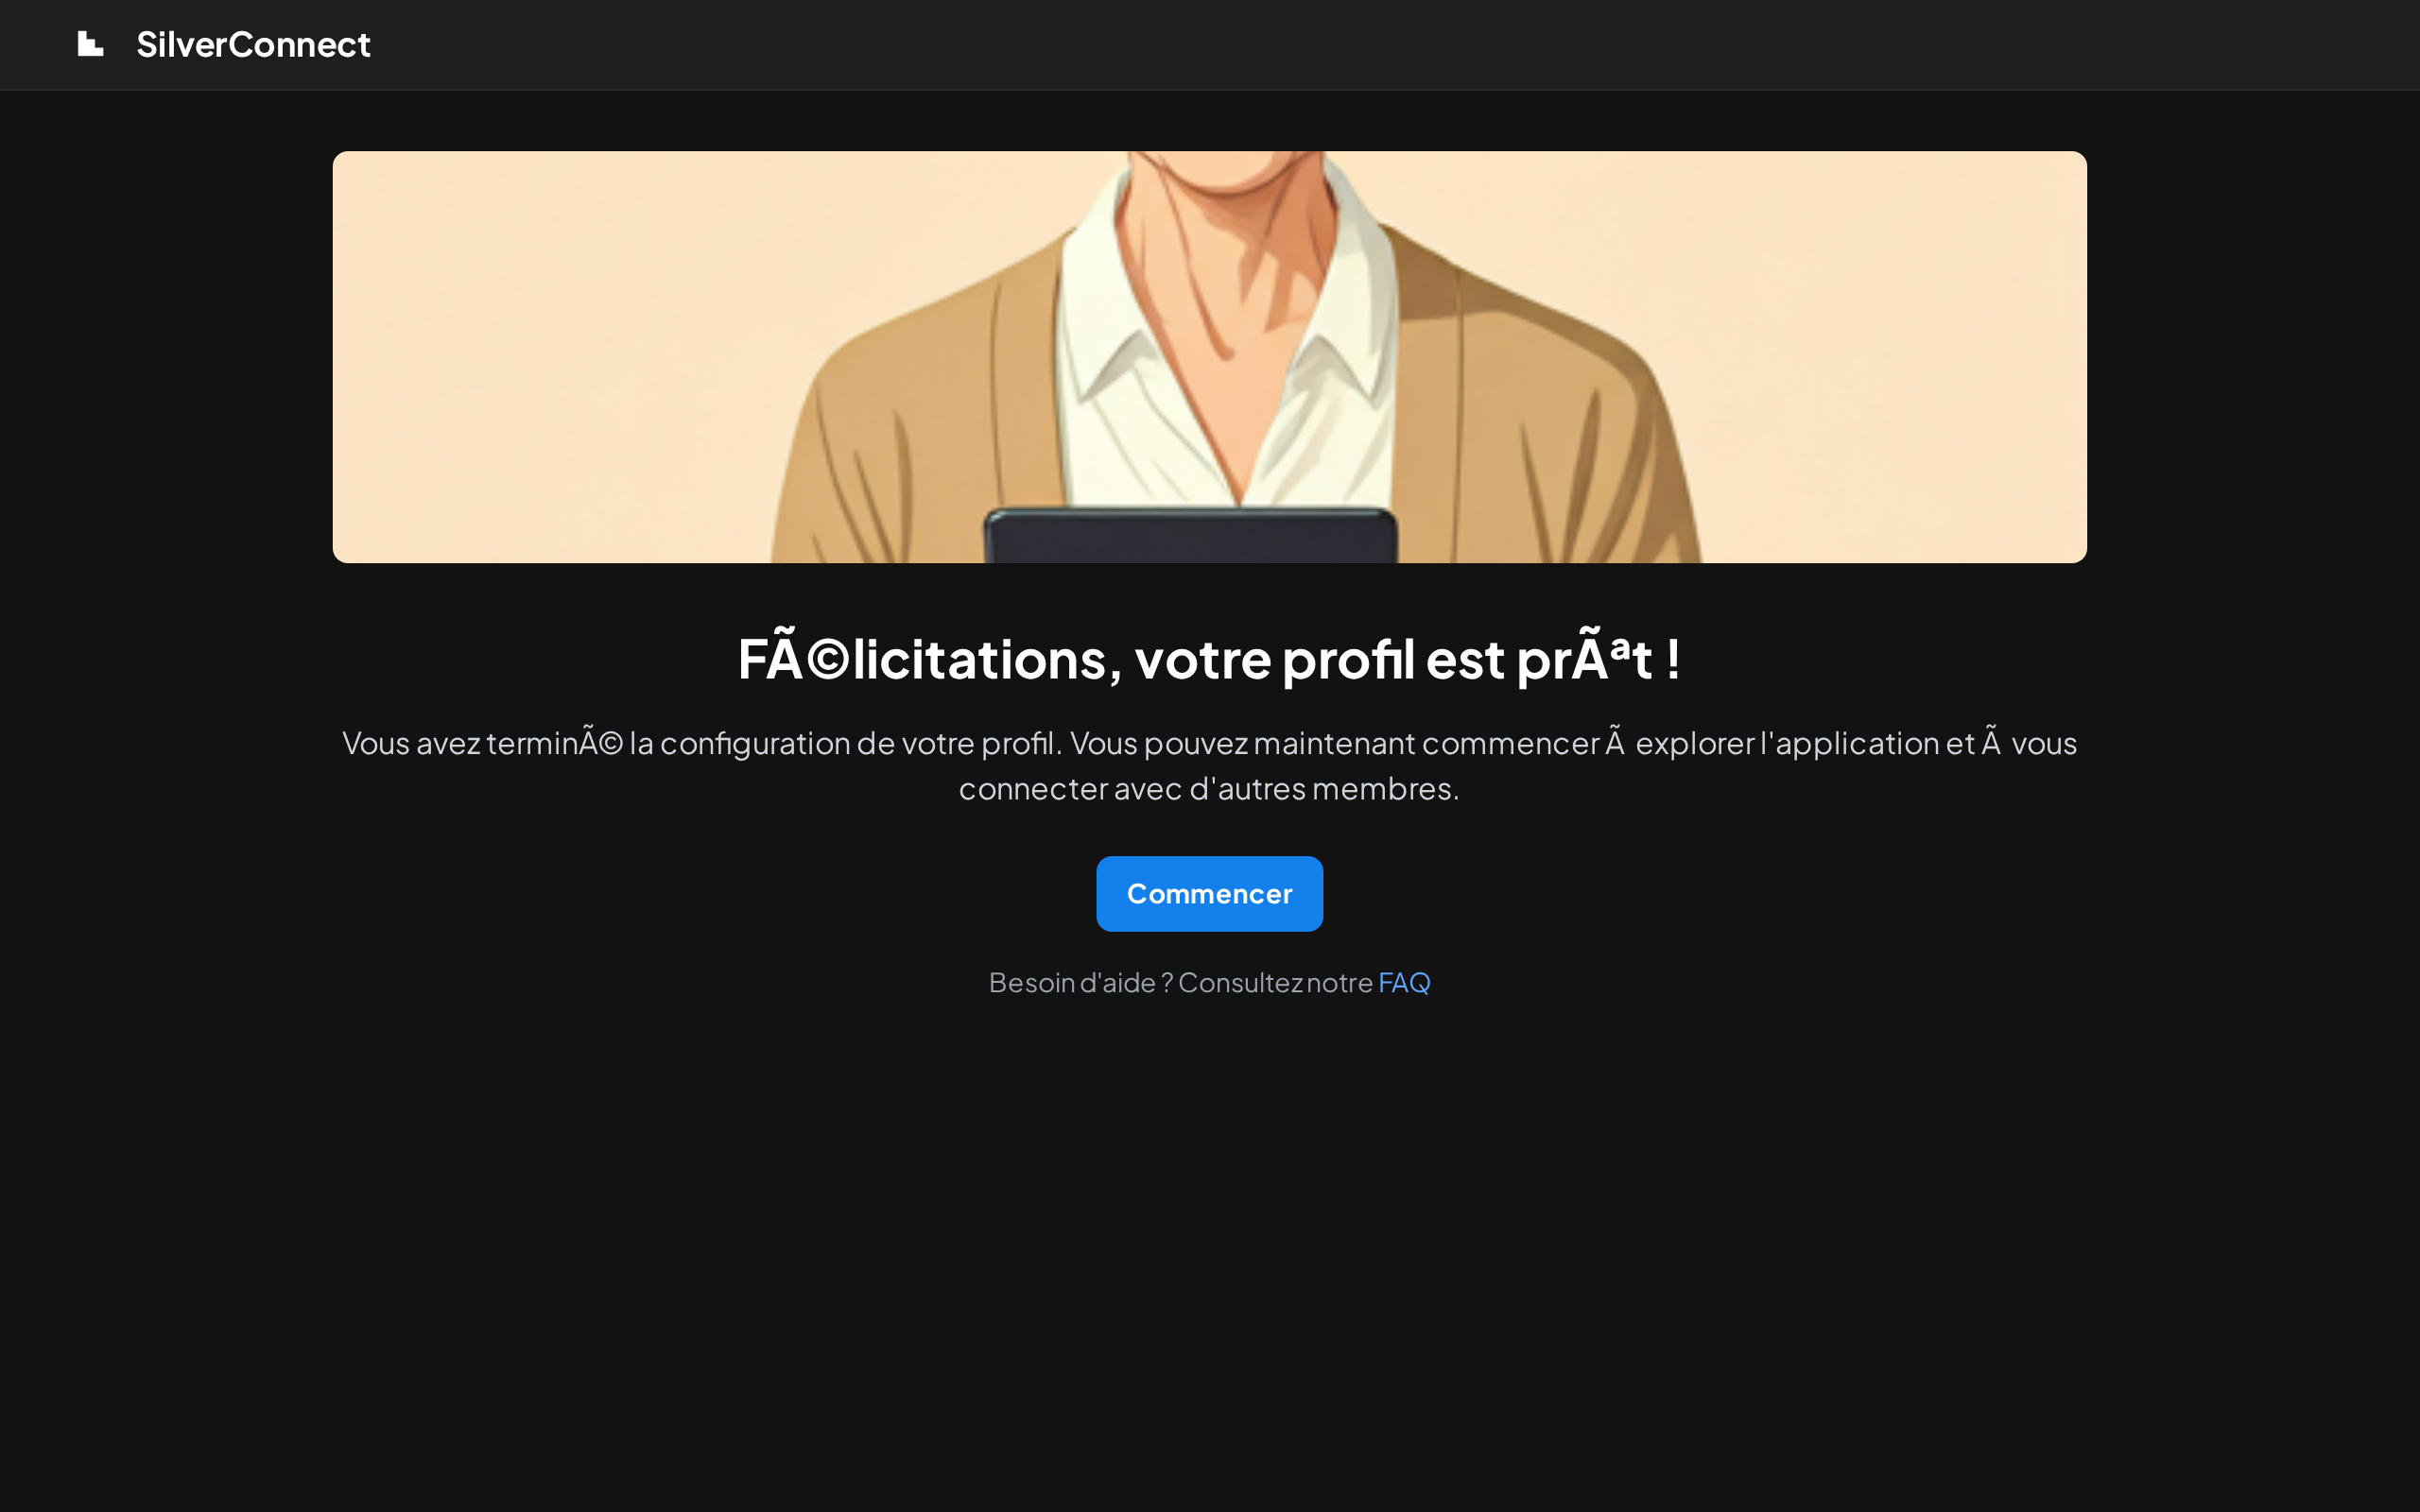 SilverConnect
FÃ©licitations, votre profil est prÃªt !
Vous avez terminÃ© la configuration de votre profil. Vous pouvez maintenant commencer Ã  explorer l'application et Ã  vous
connecter avec d'autres membres.
Commencer
Besoin d'aide ? Consultez notre FAQ